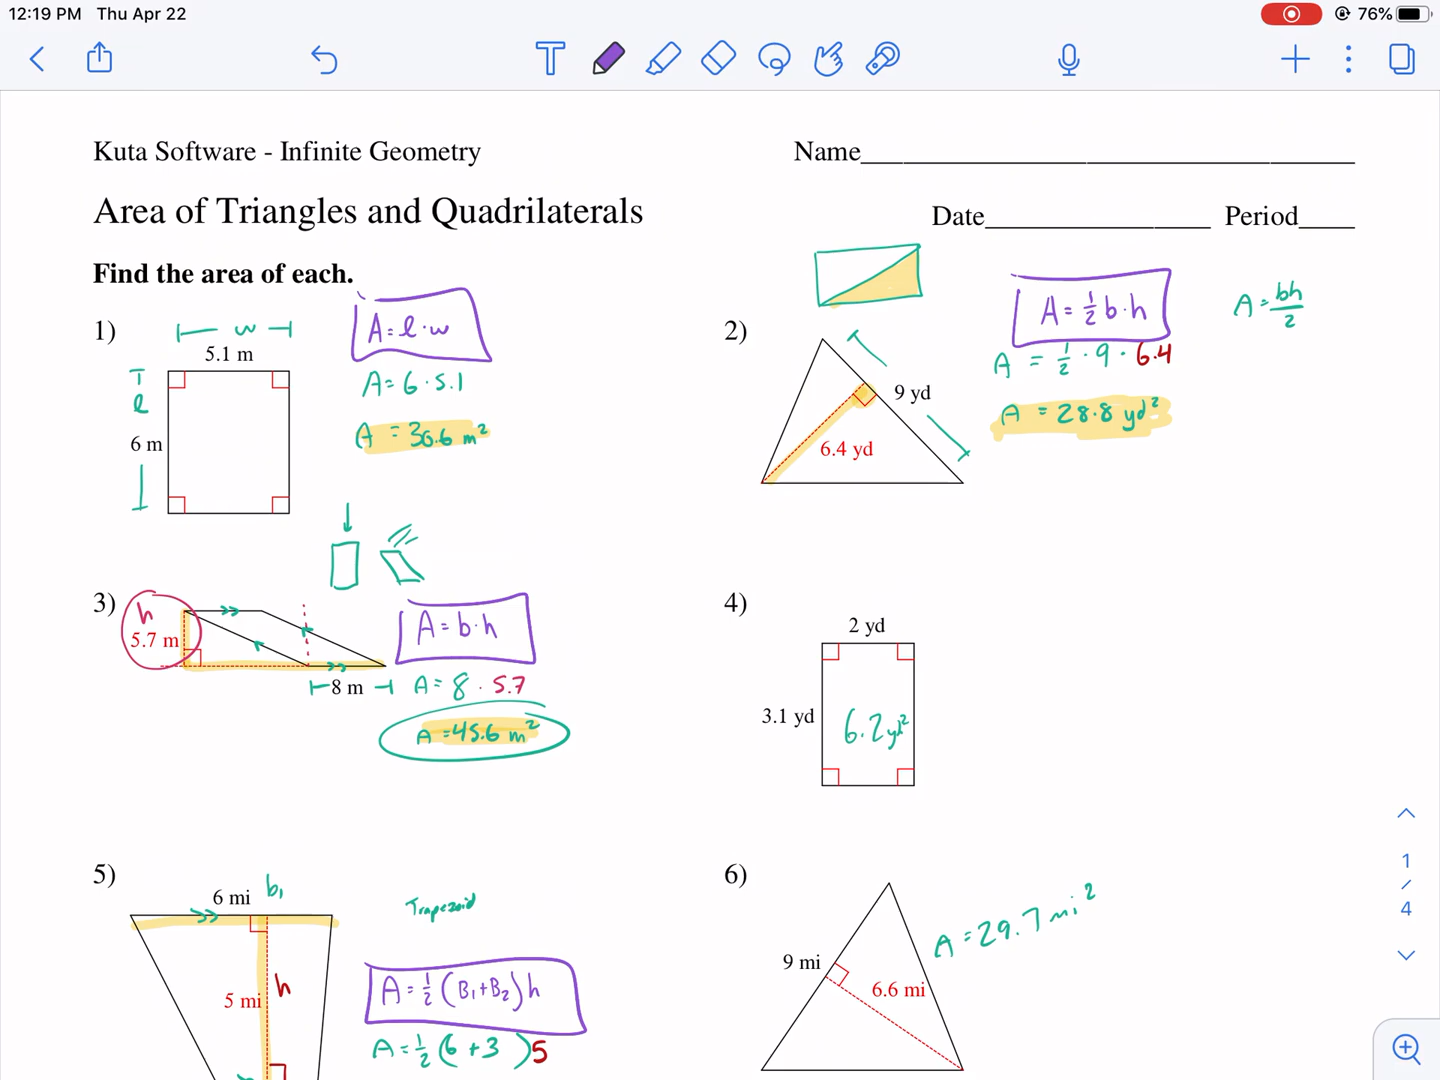 12:19 PM Thu Apr 22
76%
Kuta Software - Infinite Geometry
Name
Area of Triangles and Quadrilaterals
Date
Period
Find the area of each.
1)
w
5.1 m
l
6 m
A = l · w
A = 6 · 5.1
A = 30.6 m²
2)
9 yd
6.4 yd
A = ½ b · h
A = bh/2
A = ½ · 9 · 6.4
A = 28.8 yd²
3)
h
5.7 m
8 m
A = b · h
A = 8 · 5.7
A = 45.6 m²
4)
2 yd
3.1 yd
6.2 yd²
5)
6 mi b₁
5 mi h
Trapezoid
A = ½ (B₁ + B₂) h
A = ½ (6 + 3 ) 5
6)
9 mi
6.6 mi
A = 29.7 mi²
1
/
4